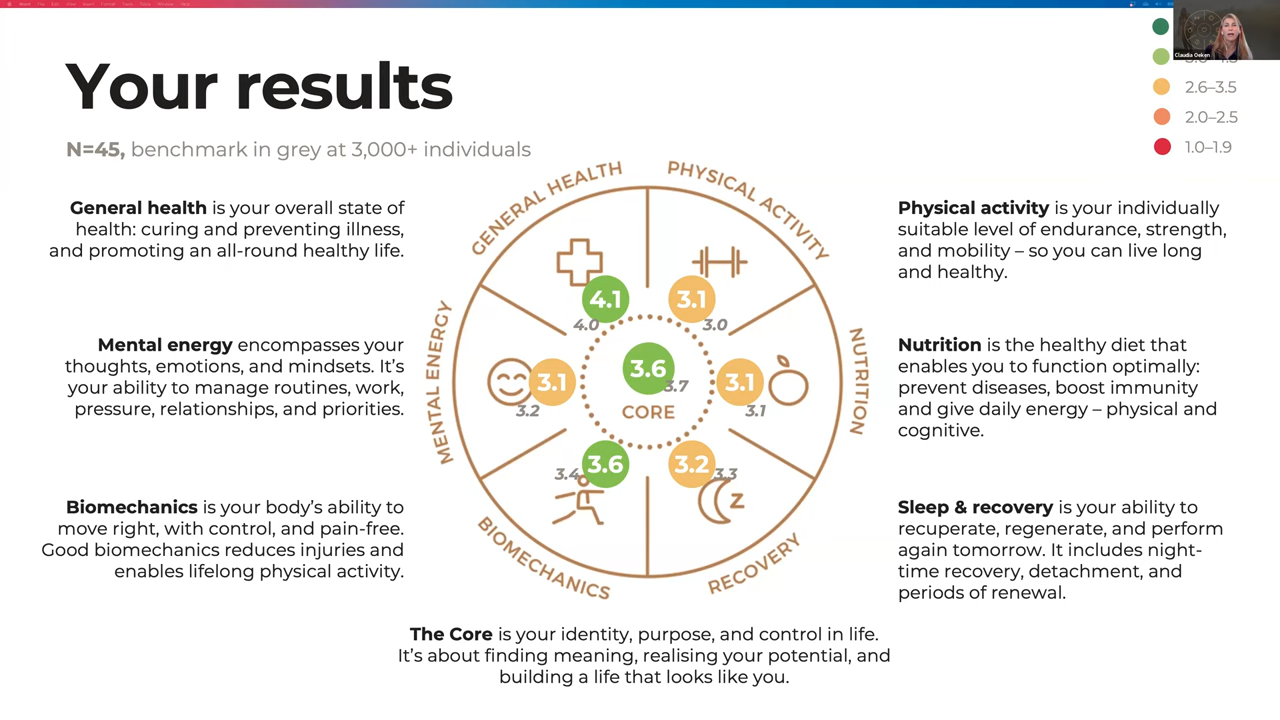 Claudia Oeken
2.6–3.5
2.0–2.5
1.0–1.9
Your results
N=45, benchmark in grey at 3,000+ individuals
General health is your overall state of
health: curing and preventing illness,
and promoting an all-round healthy life.
Mental energy encompasses your
thoughts, emotions, and mindsets. It's
your ability to manage routines, work,
pressure, relationships, and priorities.
Biomechanics is your body's ability to
move right, with control, and pain-free.
Good biomechanics reduces injuries and
enables lifelong physical activity.
GENERAL HEALTH
PHYSICAL ACTIVITY
MENTAL ENERGY
NUTRITION
BIOMECHANICS
RECOVERY
4.1
4.0
3.1
3.0
3.1
3.2
3.6
3.7
CORE
3.1
3.1
3.4
3.6
3.2
3.3
z
Physical activity is your individually
suitable level of endurance, strength,
and mobility – so you can live long
and healthy.
Nutrition is the healthy diet that
enables you to function optimally:
prevent diseases, boost immunity
and give daily energy – physical and
cognitive.
Sleep & recovery is your ability to
recuperate, regenerate, and perform
again tomorrow. It includes night-
time recovery, detachment, and
periods of renewal.
The Core is your identity, purpose, and control in life.
It's about finding meaning, realising your potential, and
building a life that looks like you.